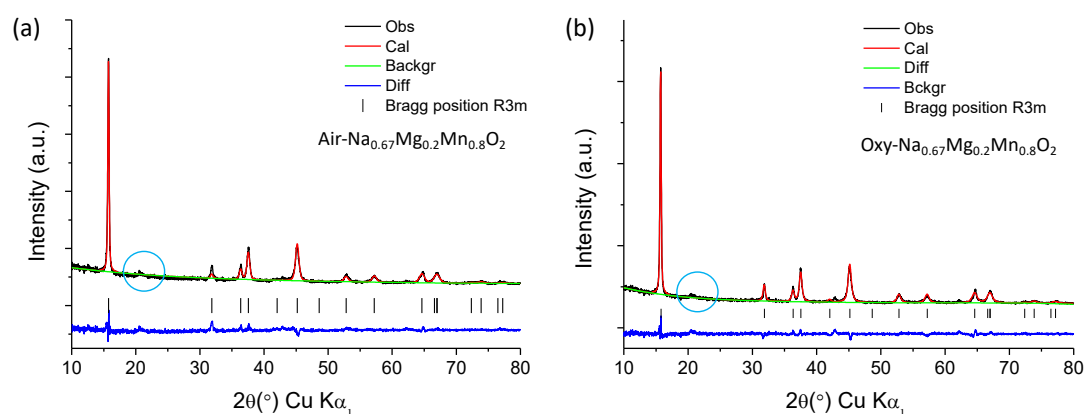 (a)
Obs
Cal
Backgr
Diff
Bragg position R3m
Air-Na₀.₆₇Mg₀.₂Mn₀.₈O₂
Intensity (a.u.)
10 20 30 40 50 60 70 80
2θ(°) Cu Kα₁
(b)
Obs
Cal
Diff
Bckgr
Bragg position R3m
Oxy-Na₀.₆₇Mg₀.₂Mn₀.₈O₂
Intensity (a.u.)
10 20 30 40 50 60 70 80
2θ(°) Cu Kα₁